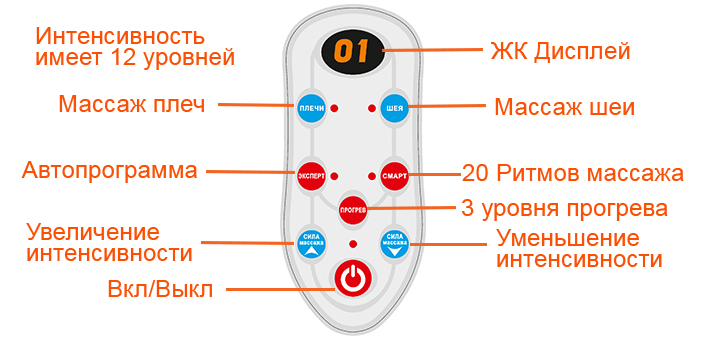 Интенсивность
имеет 12 уровней
01
ЖК Дисплей
Массаж плеч
ПЛЕЧИ
ШЕЯ
Массаж шеи
Автопрограмма
ЭКСПЕРТ
СМАРТ
20 Ритмов массажа
ПРОГРЕВ
3 уровня прогрева
Увеличение
интенсивности
СИЛА
массажа
СИЛА
массажа
Уменьшение
интенсивности
Вкл/Выкл